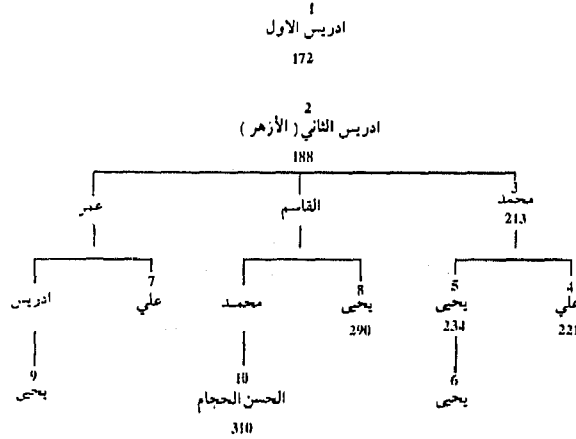 1
ادريس الاول
172
2
ادريس الثاني ( الأزهر )
188
3
محمد
213
القاسم
عمر
4
علي
221
5
يحيى
234
8
يحيى
290
محمد
7
علي
ادريس
6
يحيى
10
الحسن الحجام
310
9
يحيى